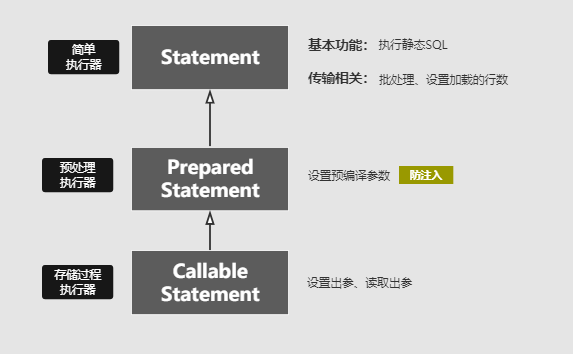 简单
执行器
Statement
基本功能： 执行静态SQL
传输相关： 批处理、设置加载的行数
预处理
执行器
Prepared
Statement
设置预编译参数 防注入
存储过程
执行器
Callable
Statement
设置出参、读取出参